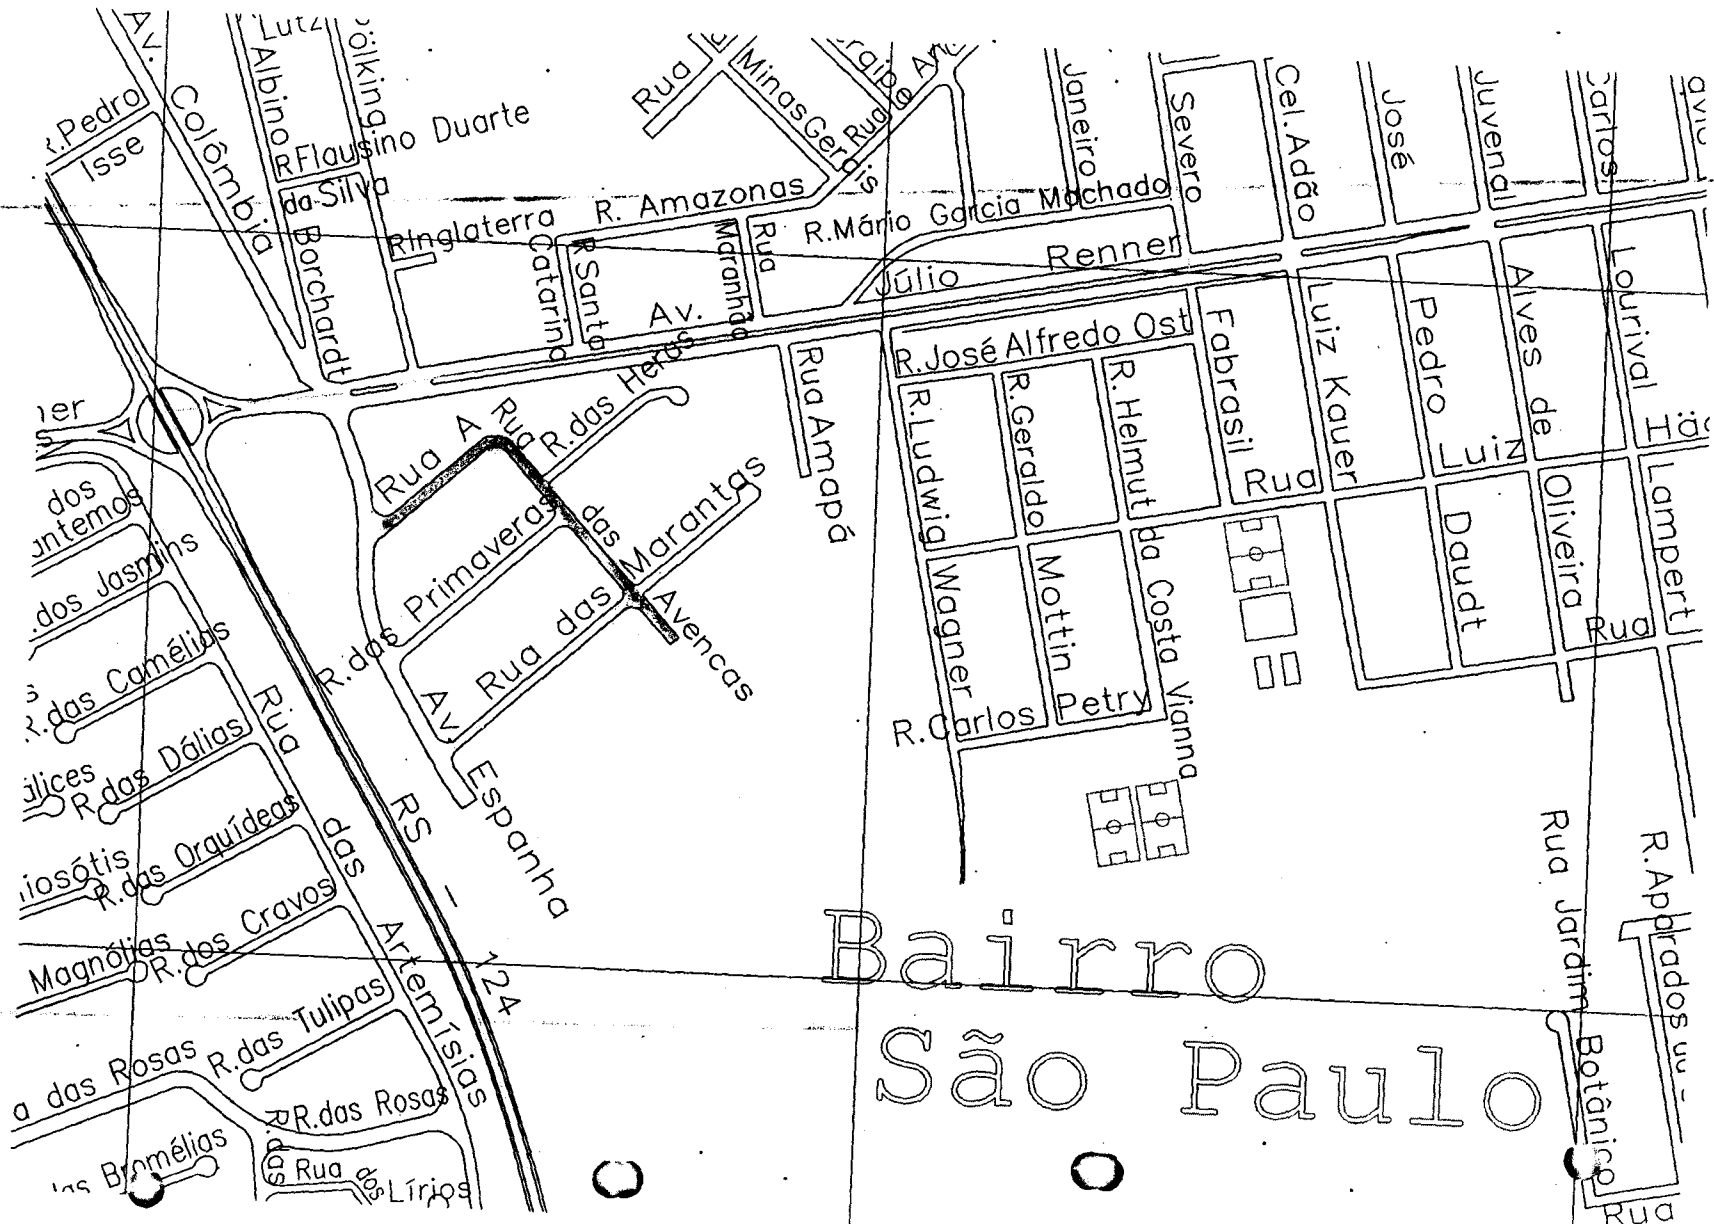 Av. Colômbia
Lutz
Albino Borchardt
R.Pedro
Isse
R Flausino Duarte
da Silva
R Inglaterra
R. Amazonas
Rua
Minas Gerais
Rua
R.Mário Garcia Machado
Janeiro
Severo
Cel.Adão
José
Juvenal
Carlos
Catarina
R Santa
Maranhão
Rua
Av. Júlio Renner
R.José Alfredo Ost
Fabrasil
Luiz Kauer
Pedro
Alves de
Lourival
Rua Amapá
R.Ludwig
Wagner
R.Geraldo
Mottin
R. Helmut da Costa Vianna
Rua Luiz
Daudt
Oliveira
Lampert
Rua
R.Carlos Petry
Rua A
Rua das Avencas
R.das Heras
R.das Primaveras
Rua das Marantas
Av. Espanha
RS - 124
Rua das Artemísias
dos
dos Jasmins
R.das Camélias
R.das Dálias
R.das Orquídeas
R.dos Cravos
Magnólias
R.das Tulipas
das Rosas
R.das Rosas
R.das
Bromélias
Rua dos Lírios
Bairro
São Paulo
Rua Jardim Botânico
R.Aparados
Rua